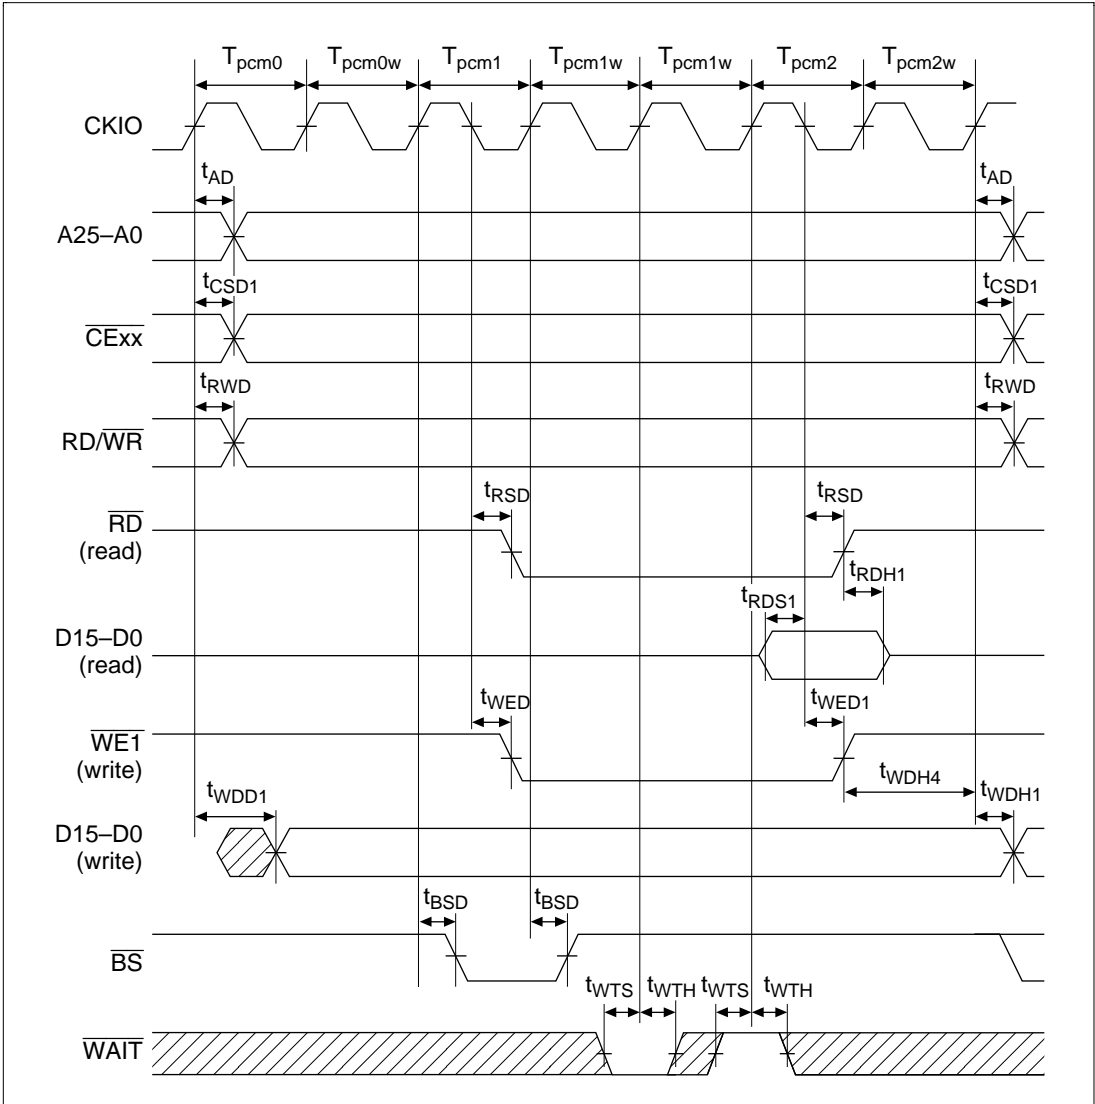 Tpcm0 Tpcm0w Tpcm1 Tpcm1w Tpcm1w Tpcm2 Tpcm2w
CKIO
tAD tAD
A25–A0
tCSD1 tCSD1
CExx
tRWD tRWD
RD/WR
tRSD tRSD
RD
(read)
tRDH1
tRDS1
D15–D0
(read)
tWED tWED1
WE1
(write)
tWDH4
tWDD1 tWDH1
D15–D0
(write)
tBSD tBSD
BS
tWTS tWTH tWTS tWTH
WAIT